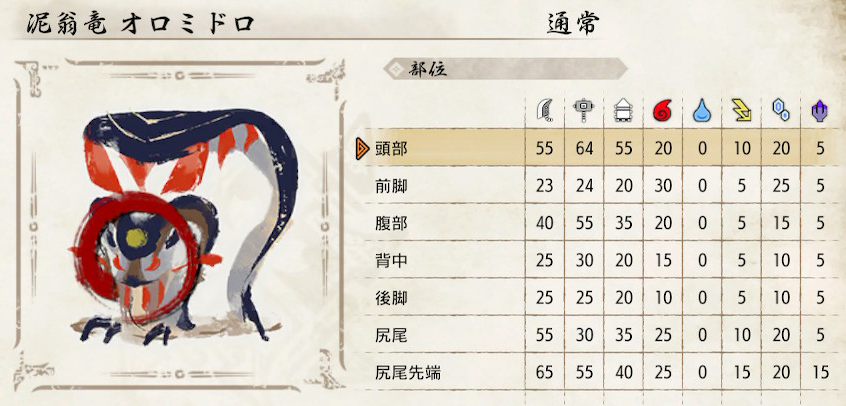 泥翁竜 オロミドロ
通常
部位
頭部 55 64 55 20 0 10 20 5
前脚 23 24 20 30 0 5 25 5
腹部 40 55 35 20 0 5 15 5
背中 25 30 20 15 0 5 10 5
後脚 25 25 20 10 0 5 10 5
尻尾 55 30 35 25 0 10 20 5
尻尾先端 65 55 40 25 0 15 20 15